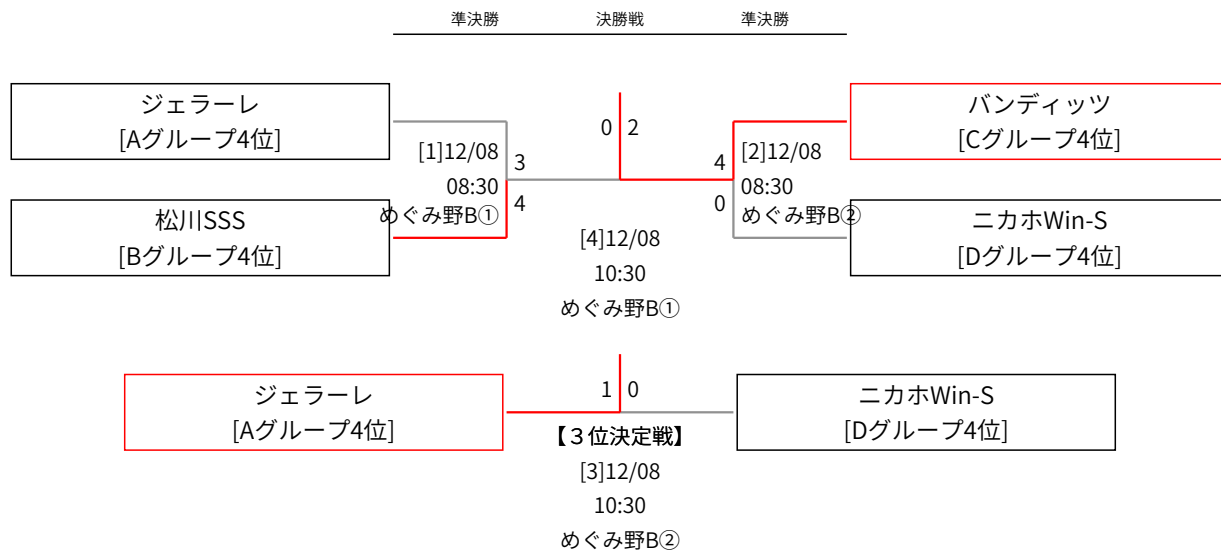 準決勝 決勝戦 準決勝
ジェラーレ
[Aグループ4位]
松川SSS
[Bグループ4位]
[1]12/08
08:30
めぐみ野B①
3
4
0 2
[4]12/08
10:30
めぐみ野B①
4
0
[2]12/08
08:30
めぐみ野B②
バンディッツ
[Cグループ4位]
ニカホWin-S
[Dグループ4位]
ジェラーレ
[Aグループ4位]
1 0
【３位決定戦】
[3]12/08
10:30
めぐみ野B②
ニカホWin-S
[Dグループ4位]